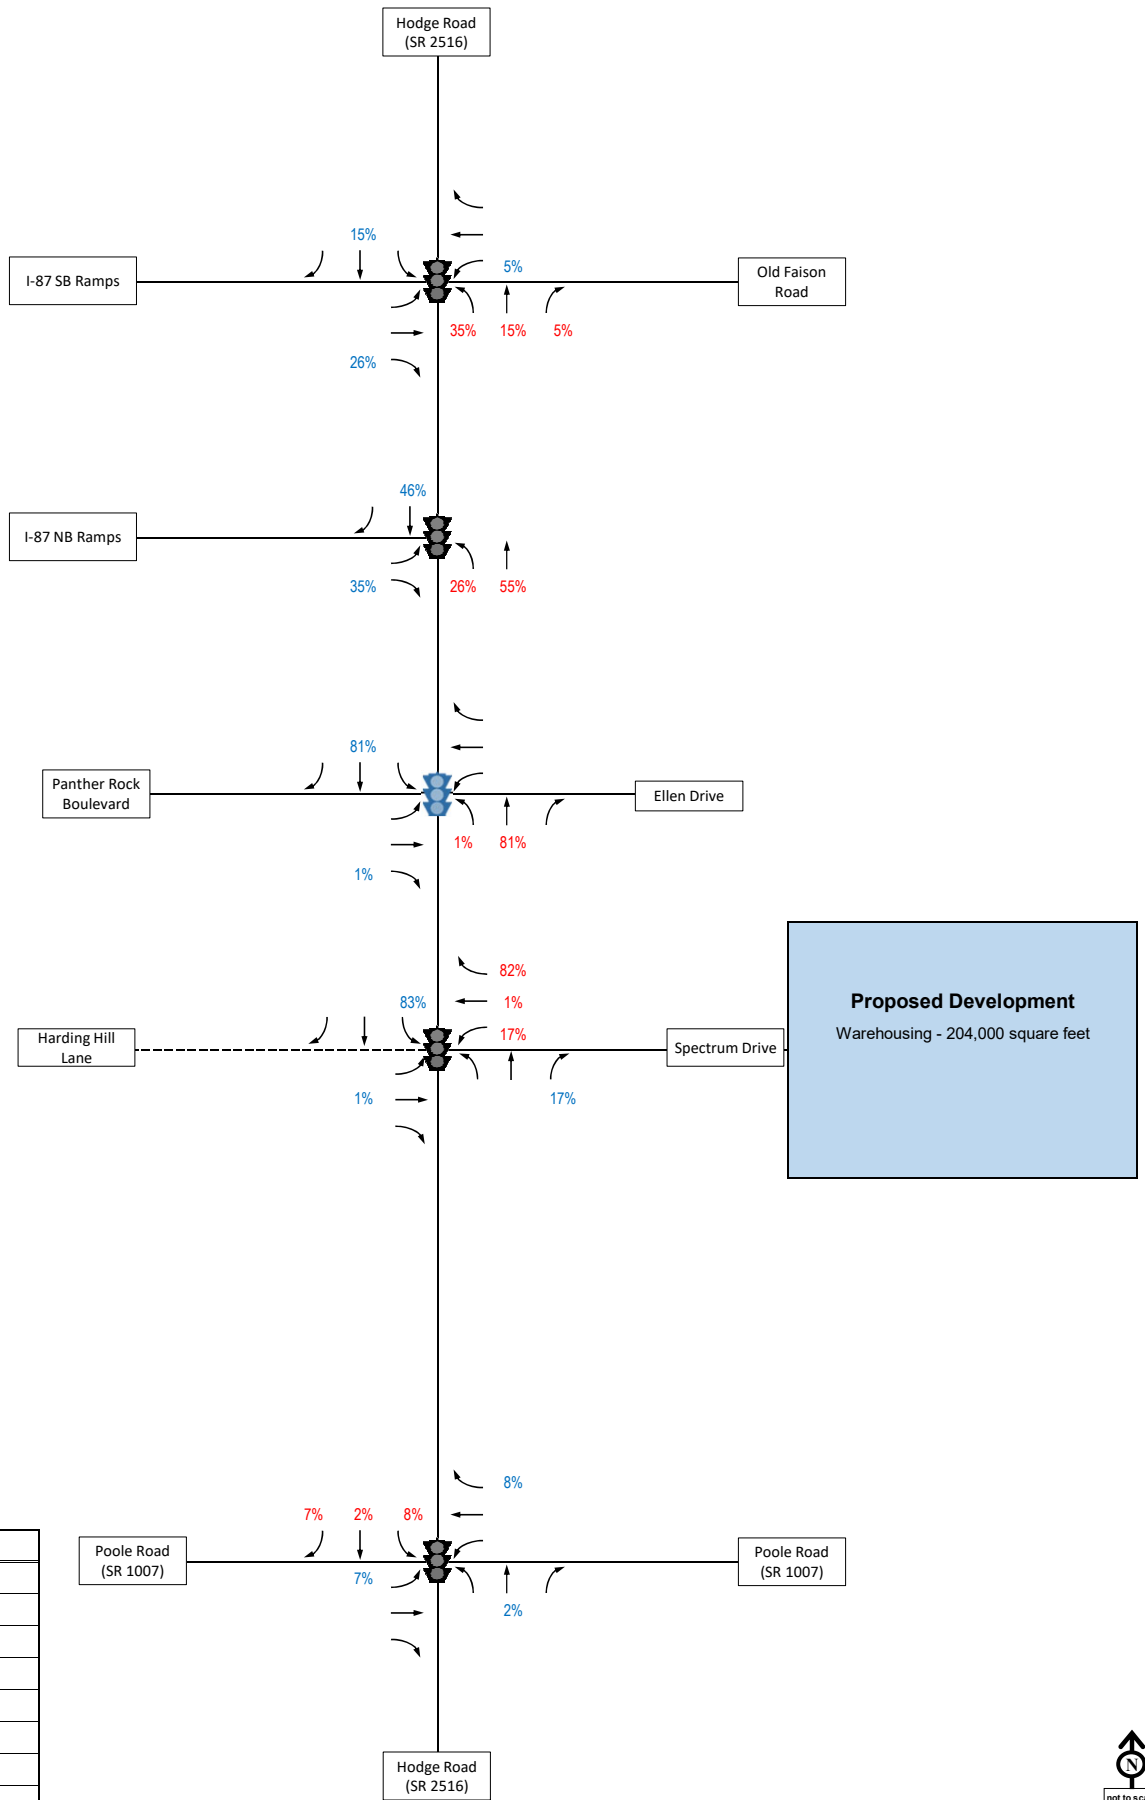 Hodge Road
(SR 2516)
15%
I-87 SB Ramps
5%
Old Faison
Road
35%
15%
5%
26%
46%
I-87 NB Ramps
35%
26%
55%
81%
Panther Rock
Boulevard
Ellen Drive
1%
81%
1%
82%
83%
1%
17%
Harding Hill
Lane
Spectrum Drive
Proposed Development
Warehousing - 204,000 square feet
1%
17%
8%
7%
2%
8%
Poole Road
(SR 1007)
7%
Poole Road
(SR 1007)
2%
Hodge Road
(SR 2516)
N
not to